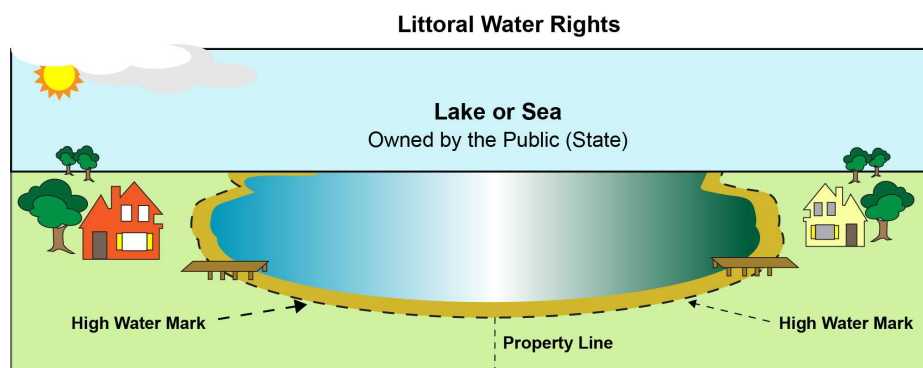 Littoral Water Rights
Lake or Sea
Owned by the Public (State)
High Water Mark
High Water Mark
Property Line